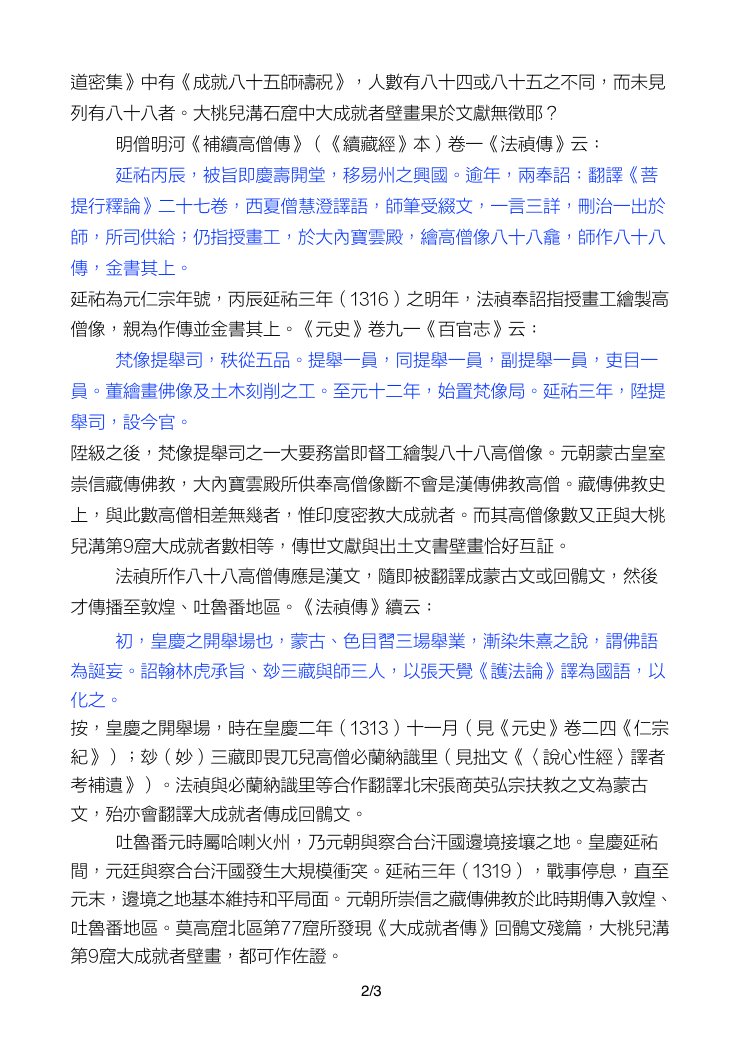 道密集》中有《成就八十五師禱祝》，人數有八十四或八十五之不同，而未見
列有八十八者。大桃兒溝石窟中大成就者壁畫果於文獻無徵耶？
明僧明河《補續高僧傳》（《續藏經》本）卷一《法禎傳》云：
延祐丙辰，被旨即慶壽開堂，移易州之興國。逾年，兩奉詔：翻譯《菩
提行釋論》二十七卷，西夏僧慧澄譯語，師筆受綴文，一言三詳，刪治一出於
師，所司供給；仍指授畫工，於大內寶雲殿，繪高僧像八十八龕，師作八十八
傳，金書其上。
延祐為元仁宗年號，丙辰延祐三年（1316）之明年，法禎奉詔指授畫工繪製高
僧像，親為作傳並金書其上。《元史》卷九一《百官志》云：
梵像提舉司，秩從五品。提舉一員，同提舉一員，副提舉一員，吏目一
員。董繪畫佛像及土木刻削之工。至元十二年，始置梵像局。延祐三年，陞提
舉司，設今官。
陞級之後，梵像提舉司之一大要務當即督工繪製八十八高僧像。元朝蒙古皇室
崇信藏傳佛教，大內寶雲殿所供奉高僧像斷不會是漢傳佛教高僧。藏傳佛教史
上，與此數高僧相差無幾者，惟印度密教大成就者。而其高僧像數又正與大桃
兒溝第9窟大成就者數相等，傳世文獻與出土文書壁畫恰好互証。
法禎所作八十八高僧傳應是漢文，隨即被翻譯成蒙古文或回鶻文，然後
才傳播至敦煌、吐魯番地區。《法禎傳》續云：
初，皇慶之開舉場也，蒙古、色目習三場舉業，漸染朱熹之說，謂佛語
為誕妄。詔翰林虎承旨、玅三藏與師三人，以張天覺《護法論》譯為國語，以
化之。
按，皇慶之開舉場，時在皇慶二年（1313）十一月（見《元史》卷二四《仁宗
紀》）；玅（妙）三藏即畏兀兒高僧必蘭納識里（見拙文《〈說心性經〉譯者
考補遺》）。法禎與必蘭納識里等合作翻譯北宋張商英弘宗扶教之文為蒙古
文，殆亦會翻譯大成就者傳成回鶻文。
吐魯番元時屬哈喇火州，乃元朝與察合台汗國邊境接壤之地。皇慶延祐
間，元廷與察合台汗國發生大規模衝突。延祐三年（1319），戰事停息，直至
元末，邊境之地基本維持和平局面。元朝所崇信之藏傳佛教於此時期傳入敦煌、
吐魯番地區。莫高窟北區第77窟所發現《大成就者傳》回鶻文殘篇，大桃兒溝
第9窟大成就者壁畫，都可作佐證。
2/3